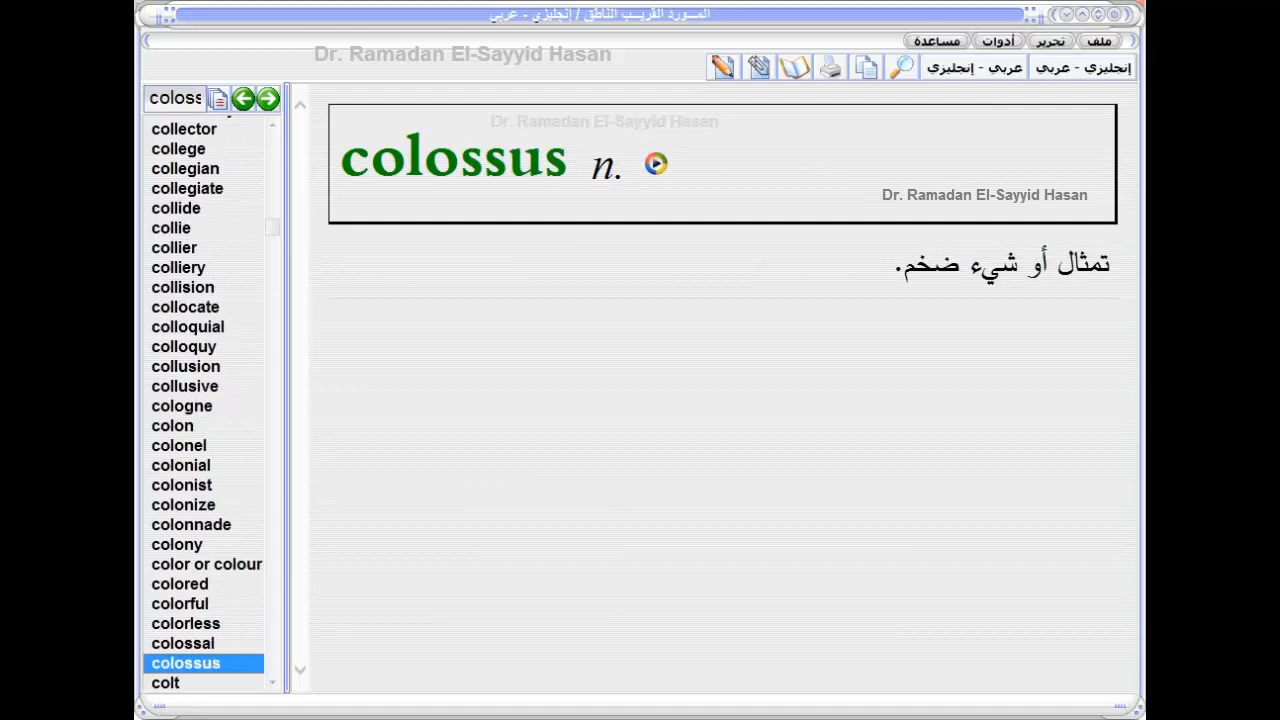 المورد القريب الناطق / إنجليزي - عربي
ملف تحرير أدوات مساعدة
Dr. Ramadan El-Sayyid Hasan
إنجليزي - عربي عربي - إنجليزي
coloss
collector
college
collegian
collegiate
collide
collie
collier
colliery
collision
collocate
colloquial
colloquy
collusion
collusive
cologne
colon
colonel
colonial
colonist
colonize
colonnade
colony
color or colour
colored
colorful
colorless
colossal
colossus
colt
Dr. Ramadan El-Sayyid Hasan
colossus n.
Dr. Ramadan El-Sayyid Hasan
تمثال أو شيء ضخم.